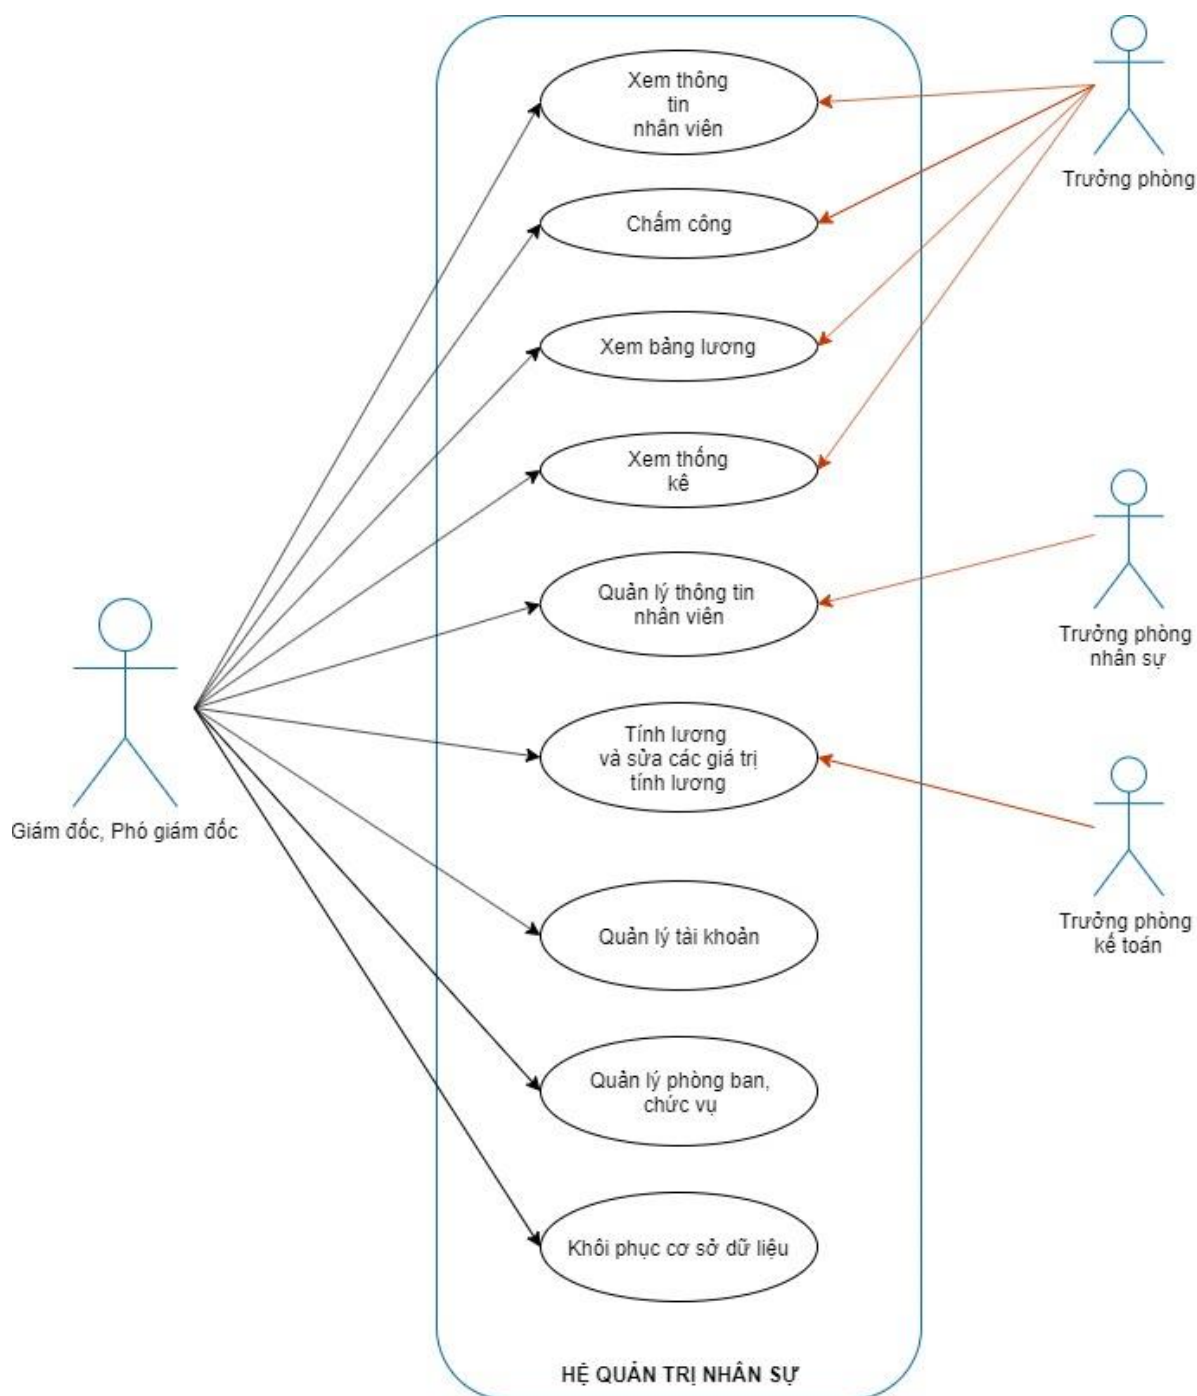 Xem thông
tin
nhân viên
Trưởng phòng
Chấm công
Xem bảng lương
Xem thống
kê
Quản lý thông tin
nhân viên
Trưởng phòng
nhân sự
Tính lương
và sửa các giá trị
tính lương
Giám đốc, Phó giám đốc
Trưởng phòng
kế toán
Quản lý tài khoản
Quản lý phòng ban,
chức vụ
Khôi phục cơ sở dữ liệu
HỆ QUẢN TRỊ NHÂN SỰ